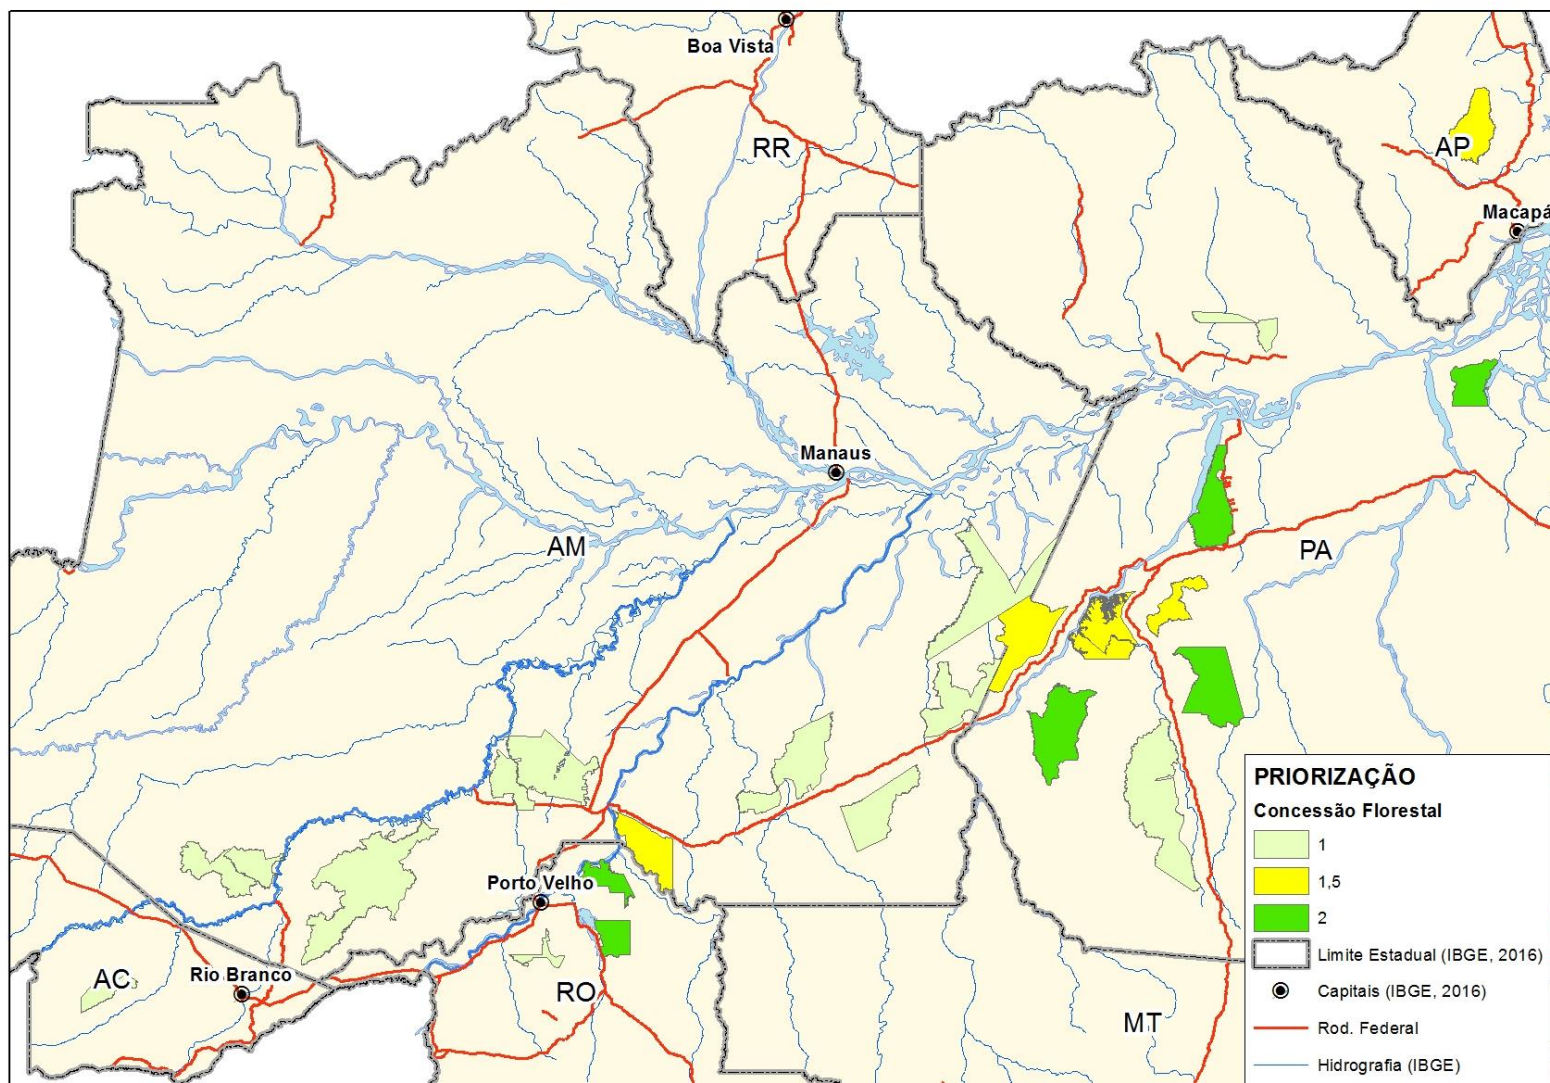 Boa Vista
RR
AP
Macapá
Manaus
AM
PA
Porto Velho
AC
Rio Branco
RO
MT
PRIORIZAÇÃO
Concessão Florestal
1
1,5
2
Limite Estadual (IBGE, 2016)
Capitais (IBGE, 2016)
Rod. Federal
Hidrografia (IBGE)